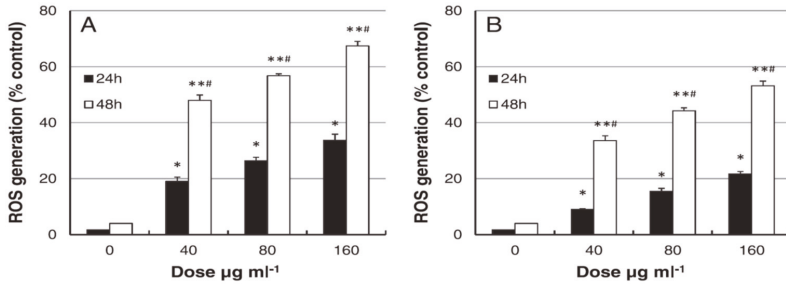 A
ROS generation (% control)
80
60
40
20
0
24h
48h
*
**#
*
**#
*
**#
0 40 80 160
Dose µg ml-1
B
ROS generation (% control)
80
60
40
20
0
24h
48h
*
**#
*
**#
*
**#
0 40 80 160
Dose µg ml-1